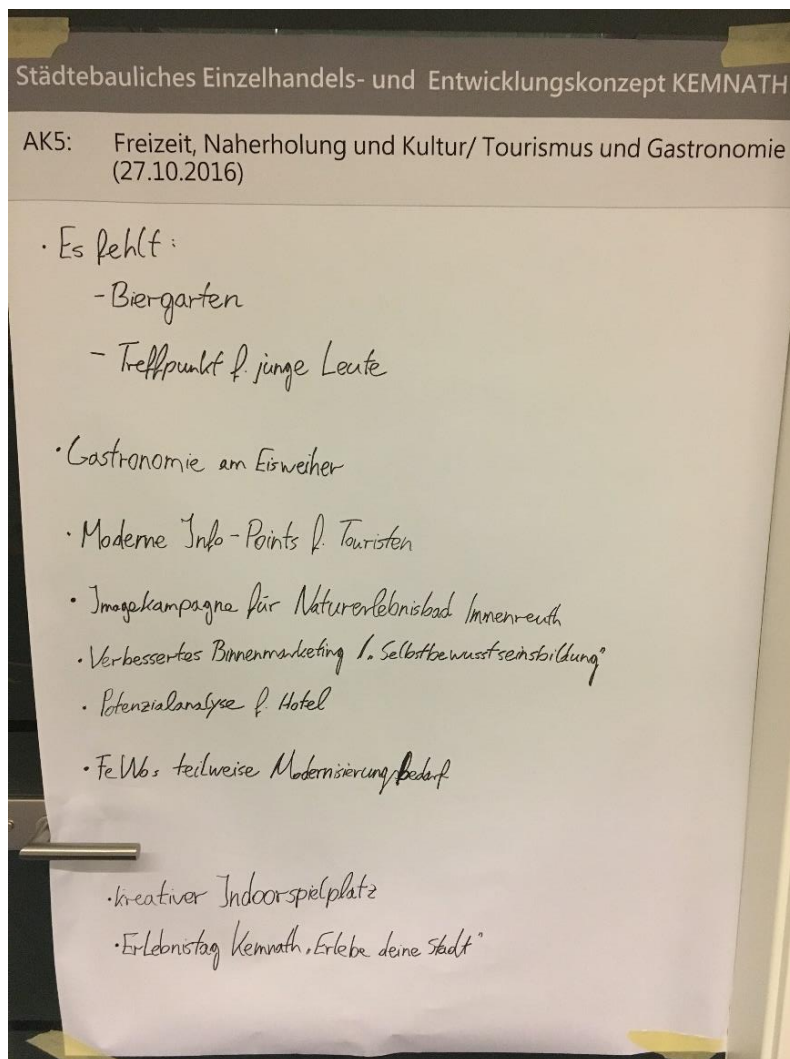 Städtebauliches Einzelhandels- und Entwicklungskonzept KEMNATH
AK5: Freizeit, Naherholung und Kultur/ Tourismus und Gastronomie
(27.10.2016)
· Es fehlt:
- Biergarten
- Treffpunkt f. junge Leute
· Gastronomie am Eisweiher
· Moderne Info-Points f. Touristen
· Imagekampagne für Naturerlebnisbad Immenreuth
· Verbessertes Binnenmarketing / „Selbstbewusstseinsbildung"
· Potenzialanalyse f. Hotel
· FeWos teilweise Modernisierungsbedarf
· kreativer Indoorspielplatz
· Erlebnistag Kemnath „Erlebe deine Stadt"